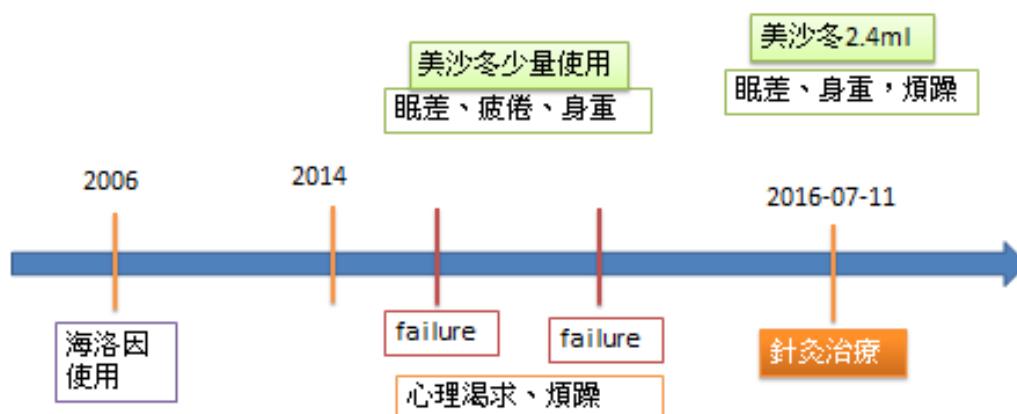 美沙冬少量使用
眠差、疲倦、身重
美沙冬2.4ml
眠差、身重，煩躁
2006
2014
2016-07-11
海洛因
使用
failure
failure
針灸治療
心理渴求、煩躁